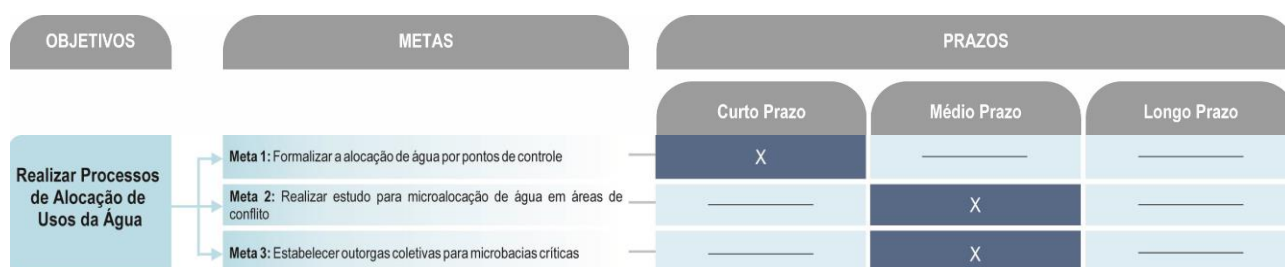 OBJETIVOS
METAS
PRAZOS
Curto Prazo
Médio Prazo
Longo Prazo
Realizar Processos
de Alocação de
Usos da Água
Meta 1: Formalizar a alocação de água por pontos de controle
X
Meta 2: Realizar estudo para microalocação de água em áreas de
conflito
X
Meta 3: Estabelecer outorgas coletivas para microbacias críticas
X